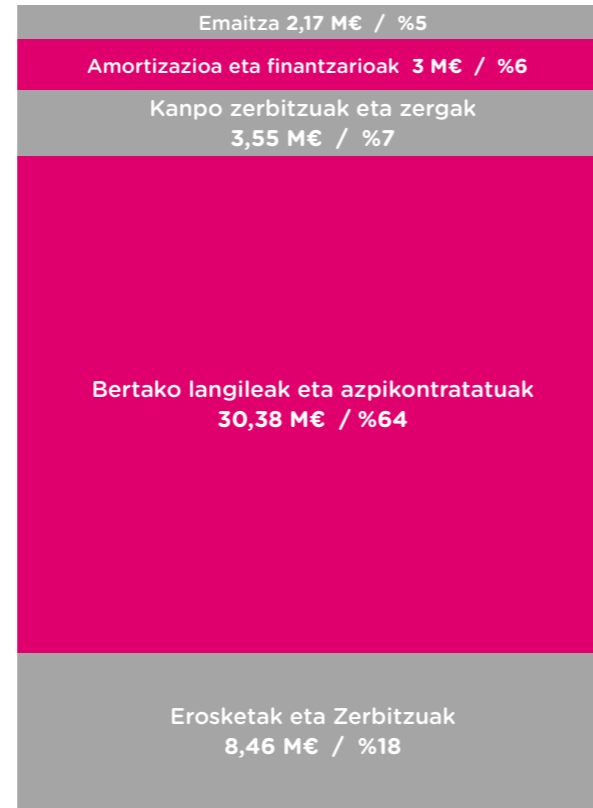 Emaitza 2,17 M€ / %5
Amortizazioa eta finantzarioak 3 M€ / %6
Kanpo zerbitzuak eta zergak
3,55 M€ / %7
Bertako langileak eta azpikontratatuak
30,38 M€ / %64
Erosketak eta Zerbitzuak
8,46 M€ / %18